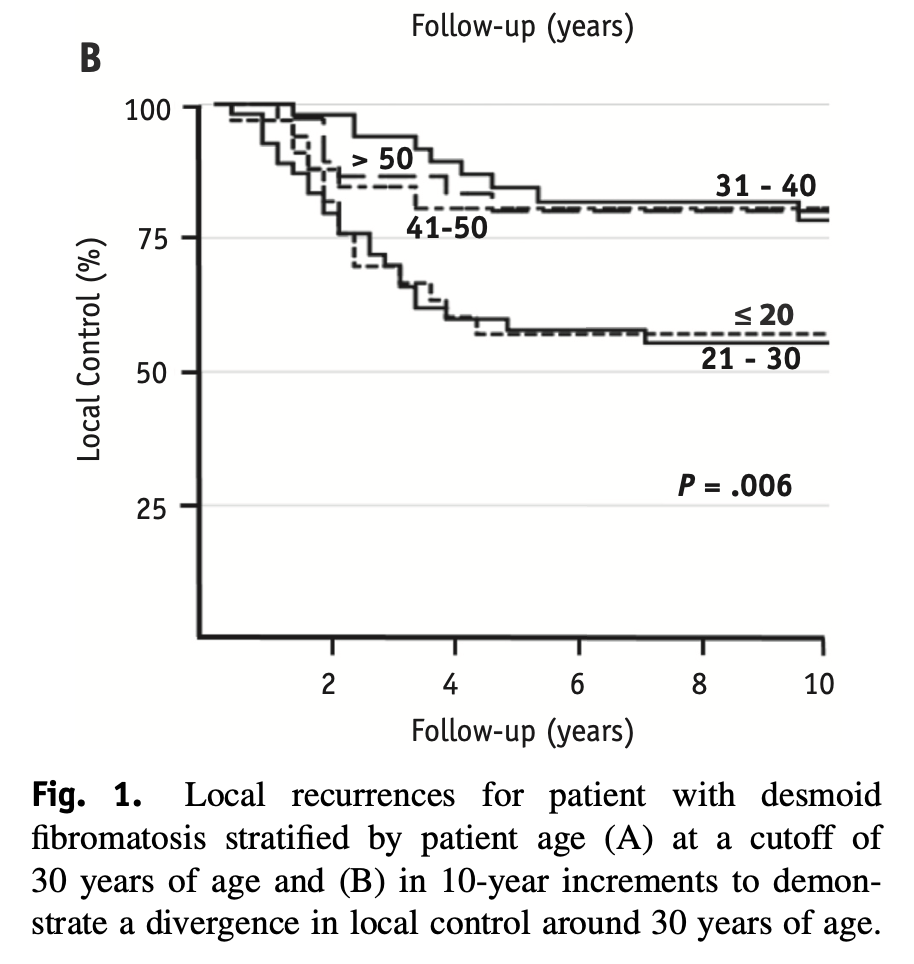 Follow-up (years)
B
100
> 50
31 - 40
41-50
75
≤ 20
21 - 30
50
P = .006
25
Local Control (%)
2 4 6 8 10
Follow-up (years)
Fig. 1. Local recurrences for patient with desmoid
fibromatosis stratified by patient age (A) at a cutoff of
30 years of age and (B) in 10-year increments to demon-
strate a divergence in local control around 30 years of age.